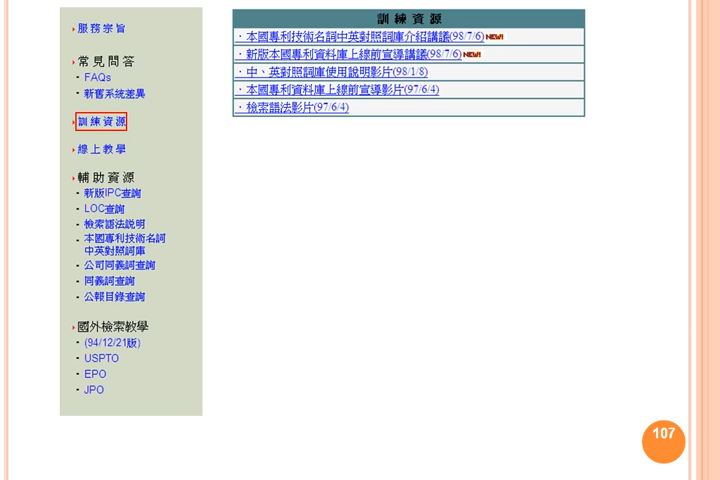 服務宗旨
常見問答
FAQs
新舊系統差異
訓練資源
線上教學
輔助資源
新版IPC查詢
LOC查詢
檢索語法說明
本國專利技術名詞
中英對照詞庫
公司同義詞查詢
同義詞查詢
公報目錄查詢
國外檢索教學
(94/12/21版)
USPTO
EPO
JPO
訓練資源
．本國專利技術名詞中英對照詞庫介紹講議(98/7/6) NEW!
．新版本國專利資料庫上線前宣導講議(98/7/6) NEW!
．中、英對照詞庫使用說明影片(98/1/8)
．本國專利資料庫上線前宣導影片(97/6/4)
．檢索語法影片(97/6/4)
107